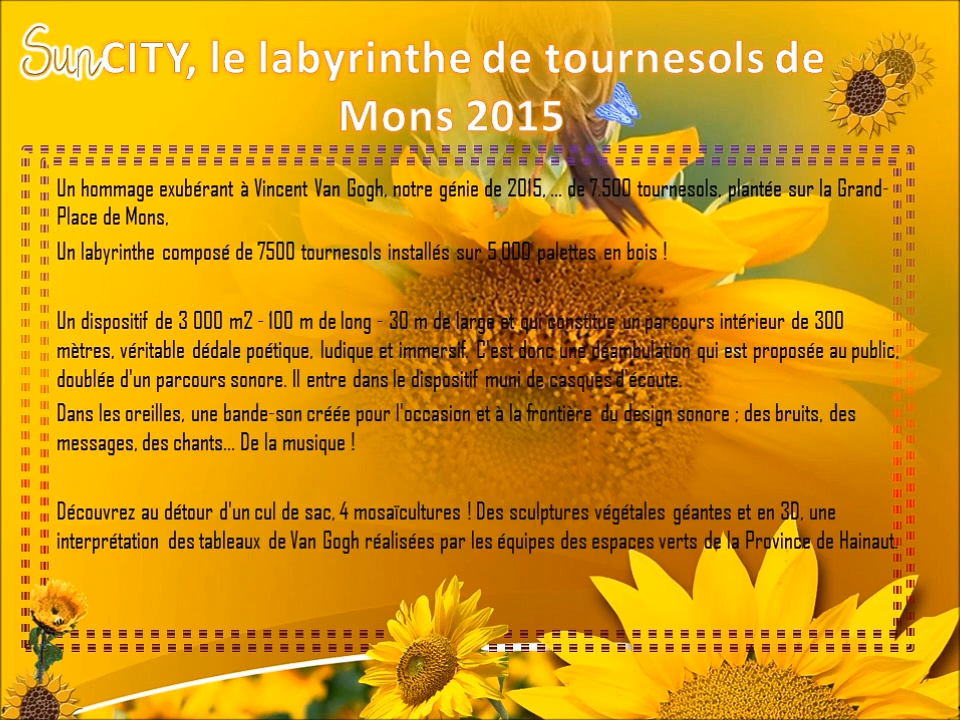 SunCITY, le labyrinthe de tournesols de
Mons 2015
Un hommage exubérant à Vincent Van Gogh, notre génie de 2015, ... de 7.500 tournesols, plantée sur la Grand-
Place de Mons,
Un labyrinthe composé de 7500 tournesols installés sur 5 000 palettes en bois !
Un dispositif de 3 000 m2 - 100 m de long - 30 m de large et qui constitue un parcours intérieur de 300
mètres, véritable dédale poétique, ludique et immersif. C'est donc une déambulation qui est proposée au public,
doublée d'un parcours sonore. Il entre dans le dispositif muni de casques d'écoute.
Dans les oreilles, une bande-son créée pour l'occasion et à la frontière du design sonore ; des bruits, des
messages, des chants... De la musique !
Découvrez au détour d'un cul de sac, 4 mosaïcultures ! Des sculptures végétales géantes et en 3D, une
interprétation des tableaux de Van Gogh réalisées par les équipes des espaces verts de la Province de Hainaut.